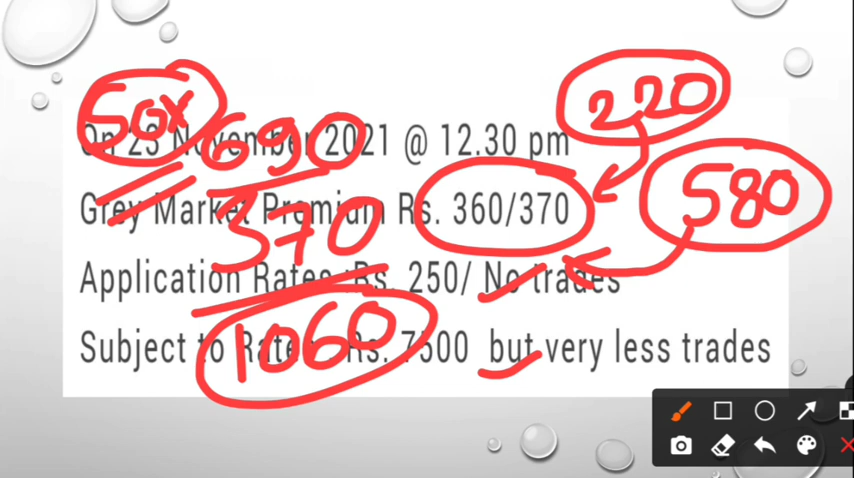 50x
690
220
On 23 November 2021 @ 12.30 pm
580
Grey Market Premium Rs. 360/370
370
Application Rates :Rs. 250/ No trades
1060
Subject to Rates Rs. 7500 but very less trades